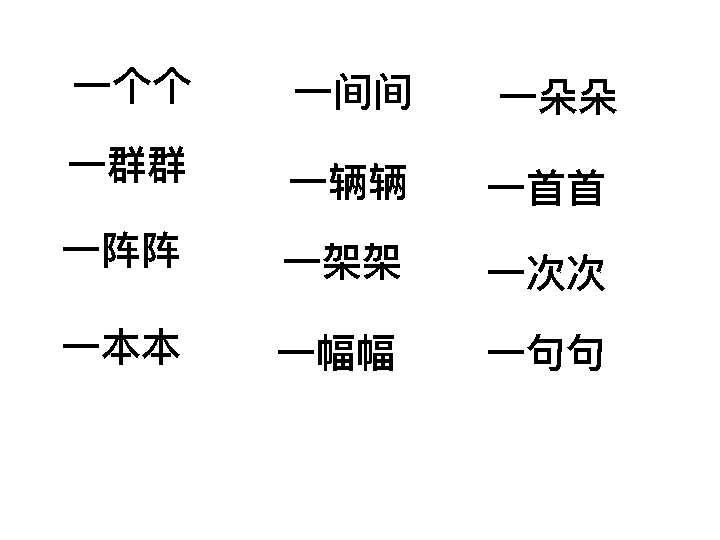 一个个 一间间 一朵朵
一群群 一辆辆 一首首
一阵阵 一架架 一次次
一本本 一幅幅 一句句